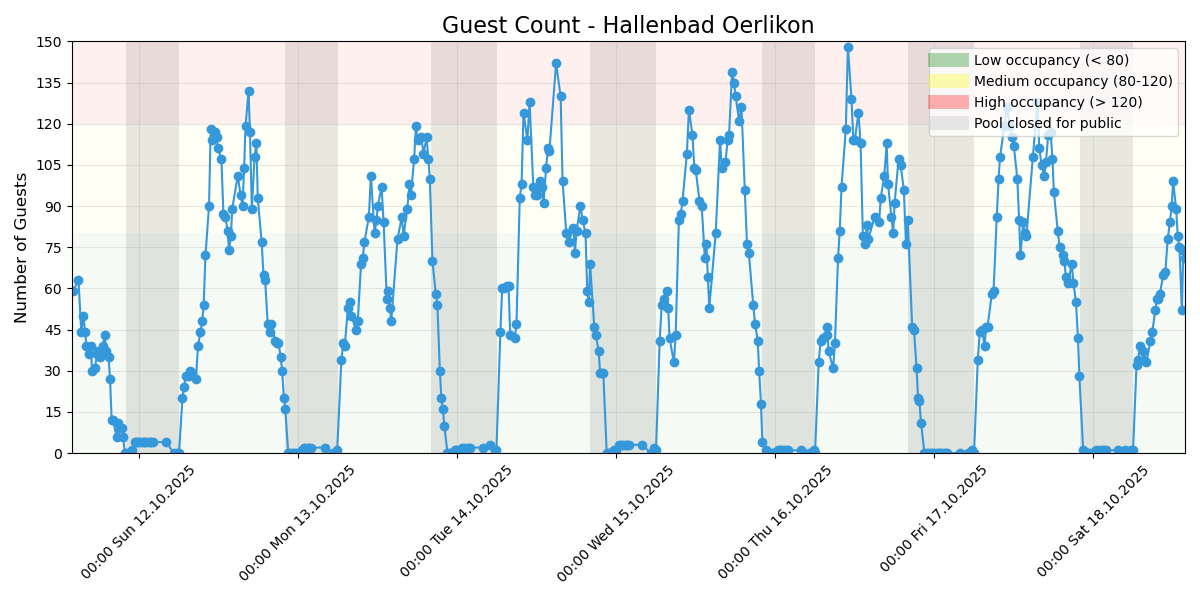 Guest Count - Hallenbad Oerlikon
Number of Guests
150
135
120
105
90
75
60
45
30
15
0
Low occupancy (< 80)
Medium occupancy (80-120)
High occupancy (> 120)
Pool closed for public
00:00 Sun 12.10.2025
00:00 Mon 13.10.2025
00:00 Tue 14.10.2025
00:00 Wed 15.10.2025
00:00 Thu 16.10.2025
00:00 Fri 17.10.2025
00:00 Sat 18.10.2025